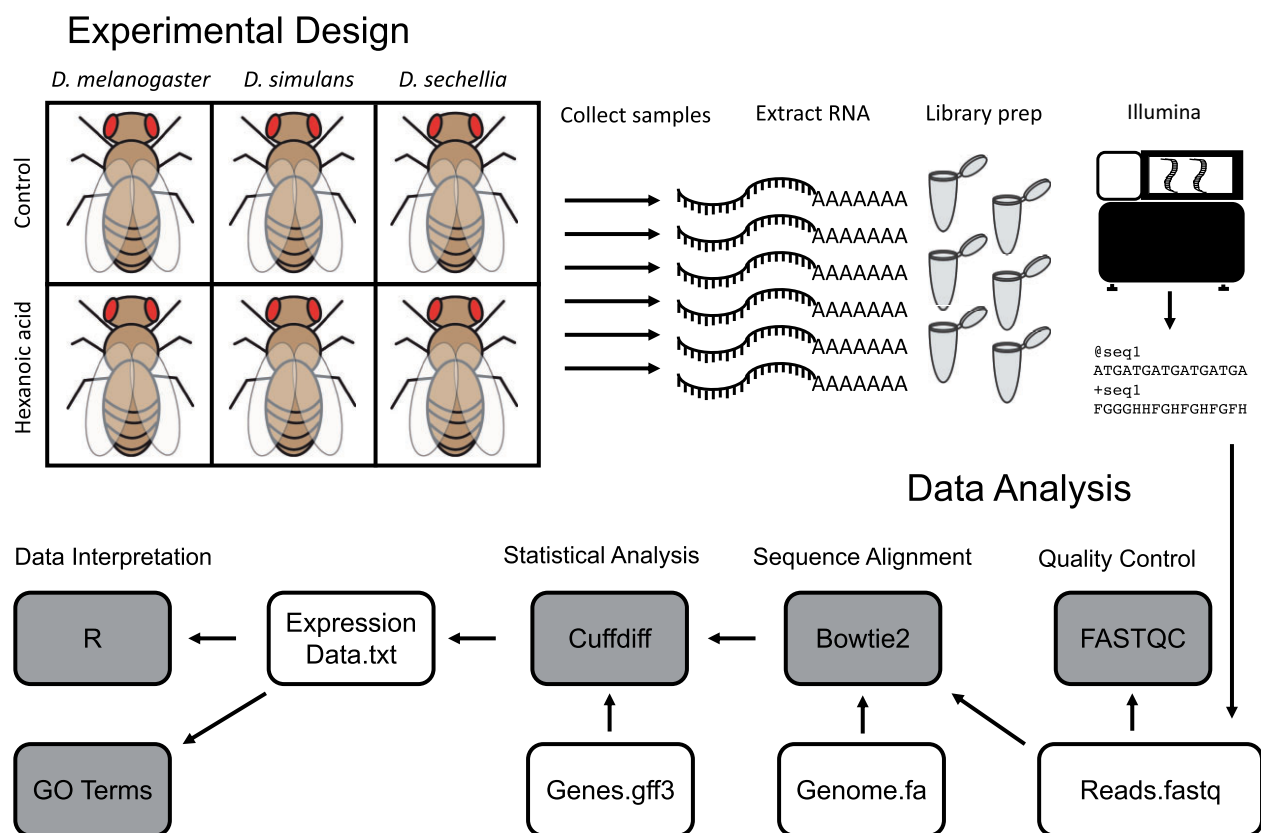 Experimental Design
D. melanogaster
D. simulans
D. sechellia
Control
Hexanoic acid
Collect samples
Extract RNA
Library prep
Illumina
AAAAAAA
AAAAAAA
AAAAAAA
AAAAAAA
AAAAAAA
AAAAAAA
@seq1
ATGATGATGATGATGA
+seq1
FGGGHHFGHFGHFGFH
Data Analysis
Data Interpretation
Statistical Analysis
Sequence Alignment
Quality Control
R
Expression
Data.txt
Cuffdiff
Bowtie2
FASTQC
GO Terms
Genes.gff3
Genome.fa
Reads.fastq